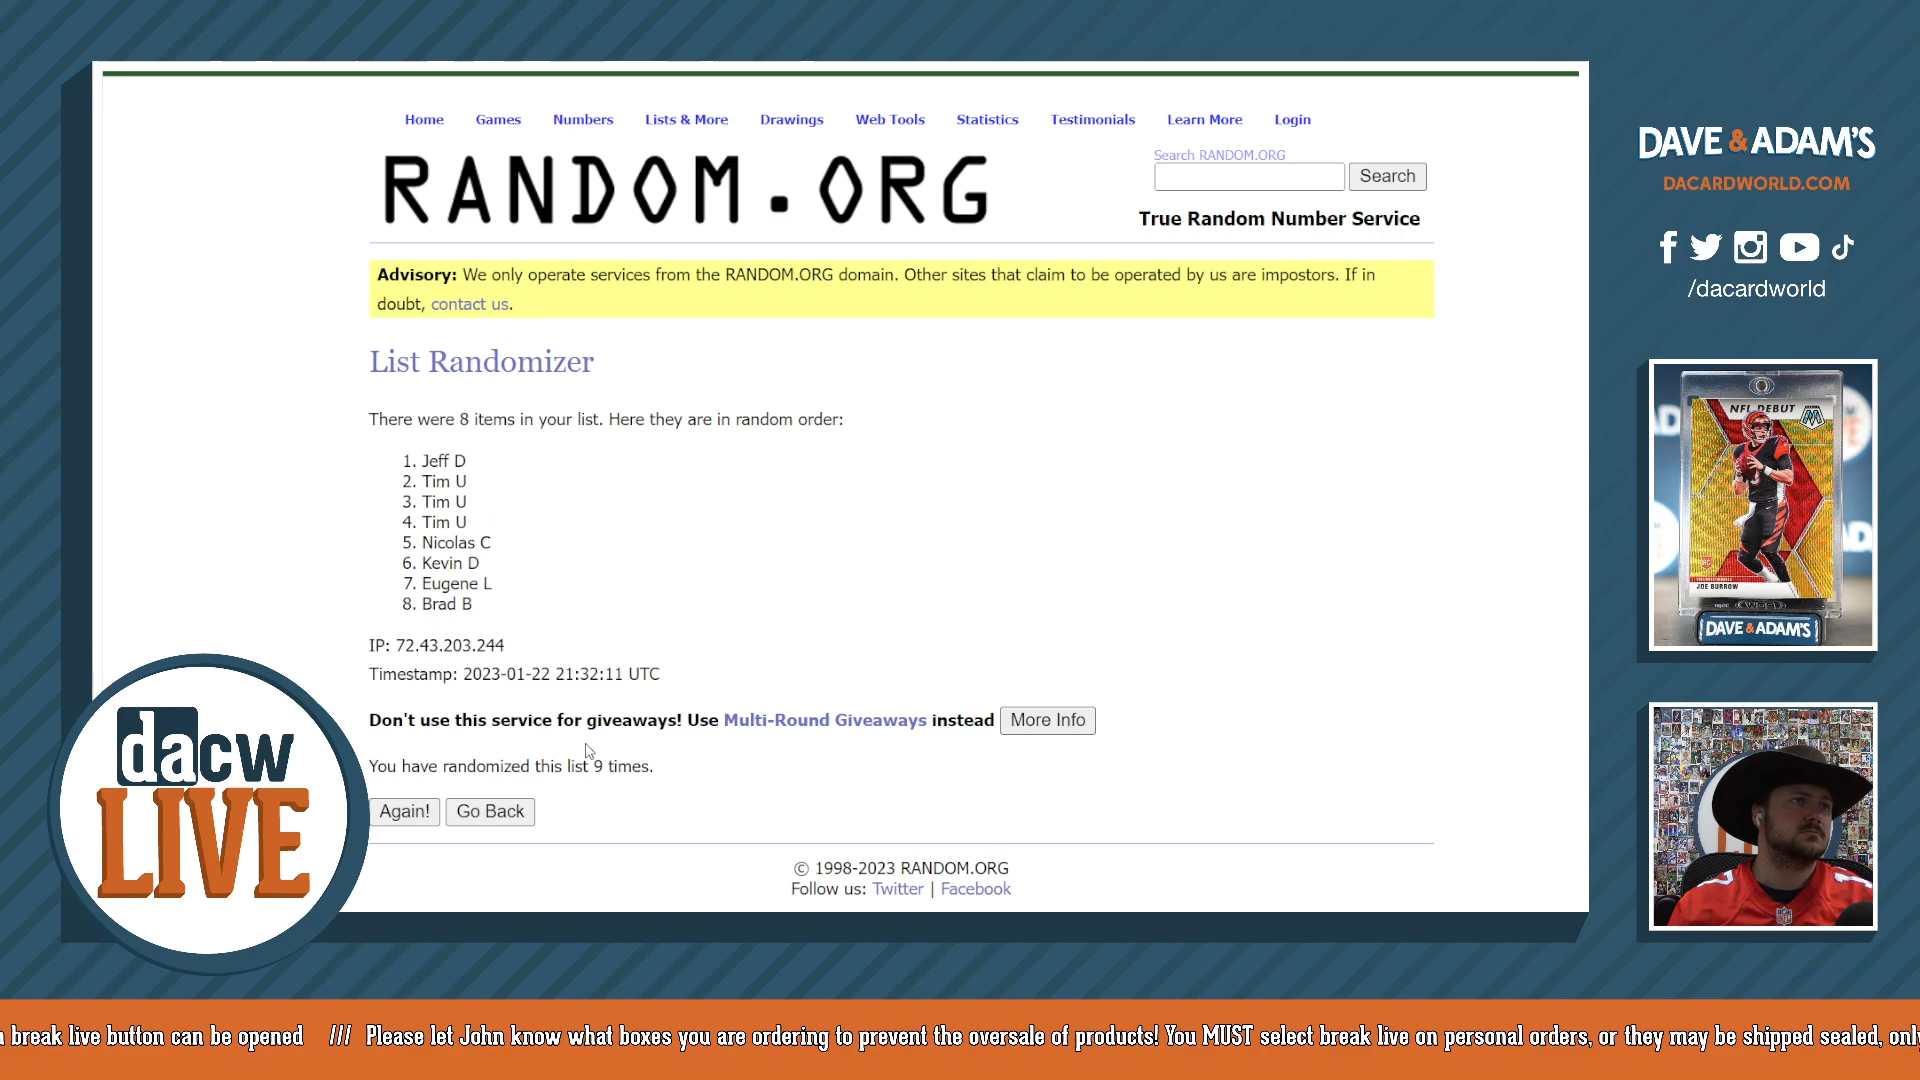 Home Games Numbers Lists & More Drawings Web Tools Statistics Testimonials Learn More Login
RANDOM.ORG
Search RANDOM.ORG
Search
True Random Number Service
Advisory: We only operate services from the RANDOM.ORG domain. Other sites that claim to be operated by us are impostors. If in
doubt, contact us.
List Randomizer
There were 8 items in your list. Here they are in random order:
1. Jeff D
2. Tim U
3. Tim U
4. Tim U
5. Nicolas C
6. Kevin D
7. Eugene L
8. Brad B
IP: 72.43.203.244
Timestamp: 2023-01-22 21:32:11 UTC
Don't use this service for giveaways! Use Multi-Round Giveaways instead More Info
You have randomized this list 9 times.
Again! Go Back
© 1998-2023 RANDOM.ORG
Follow us: Twitter | Facebook
dacw
LIVE
DAVE & ADAM'S
DACARDWORLD.COM
/dacardworld
NFL DEBUT
JOE BURROW
DAVE & ADAM'S
break live button can be opened /// Please let John know what boxes you are ordering to prevent the oversale of products! You MUST select break live on personal orders, or they may be shipped sealed, only